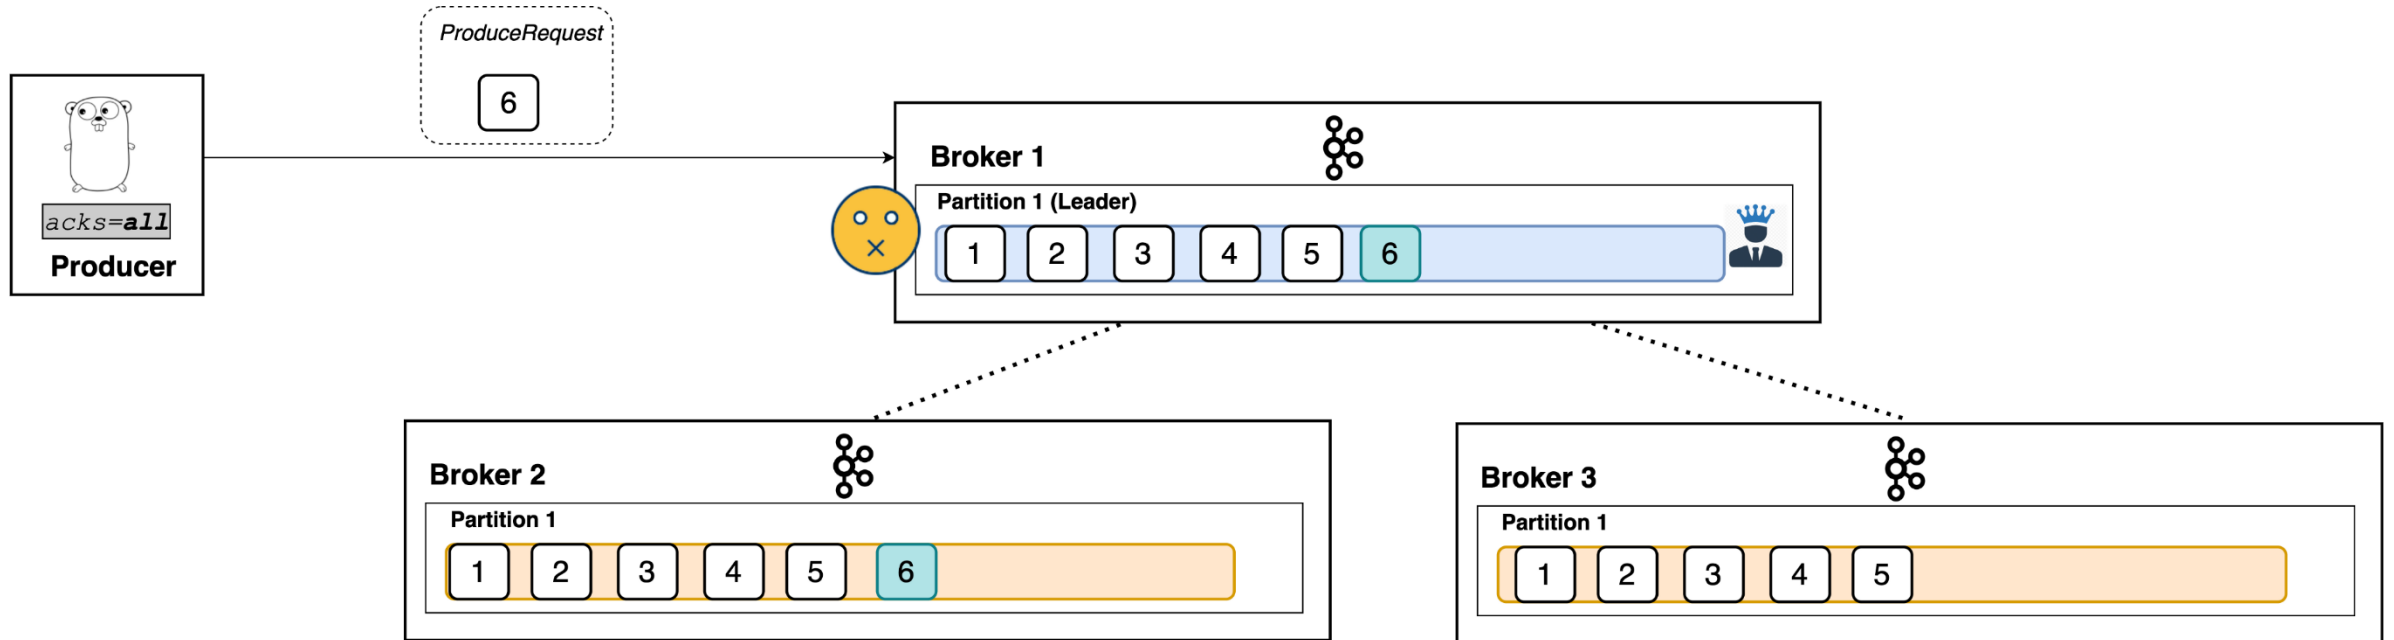 ProduceRequest
6
acks=all
Producer
Broker 1
Partition 1 (Leader)
1 2 3 4 5 6
Broker 2
Partition 1
1 2 3 4 5 6
Broker 3
Partition 1
1 2 3 4 5